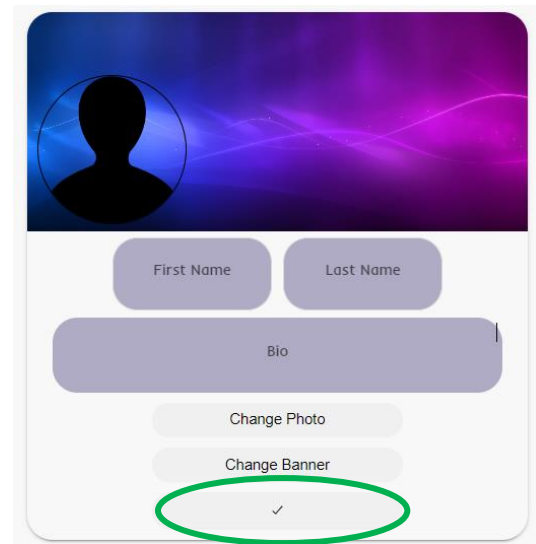 First Name Last Name
Bio
Change Photo
Change Banner
✓